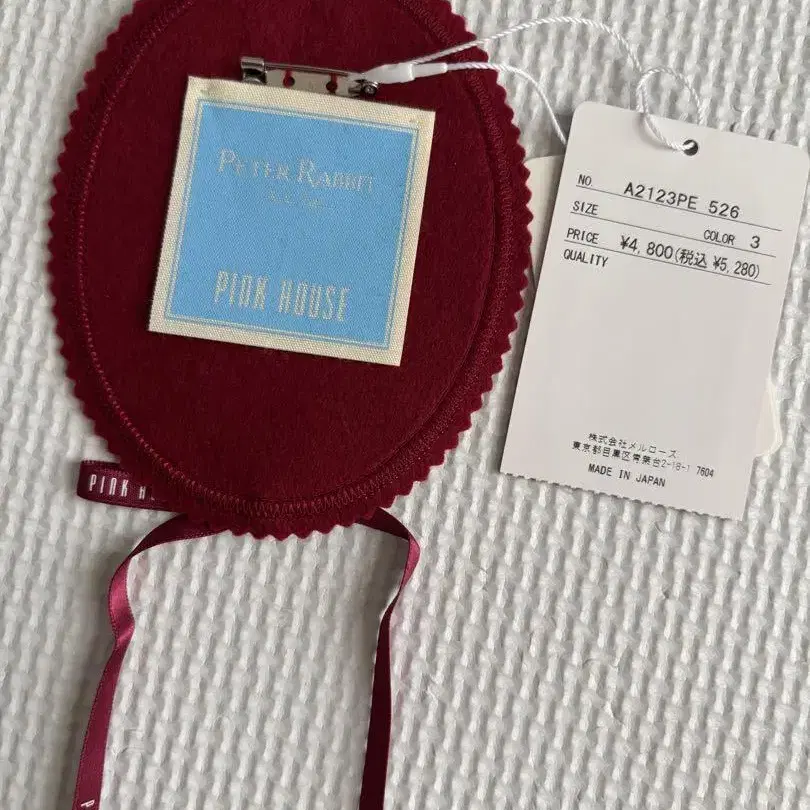 PETER RABBIT
PINK HOUSE
PINK
NO A2123PE 526
SIZE
COLOR 3
PRICE ¥4,800(税込 ¥5,280)
QUALITY
株式会社メルローズ
東京都目黒区青葉台2-18-1 7604
MADE IN JAPAN